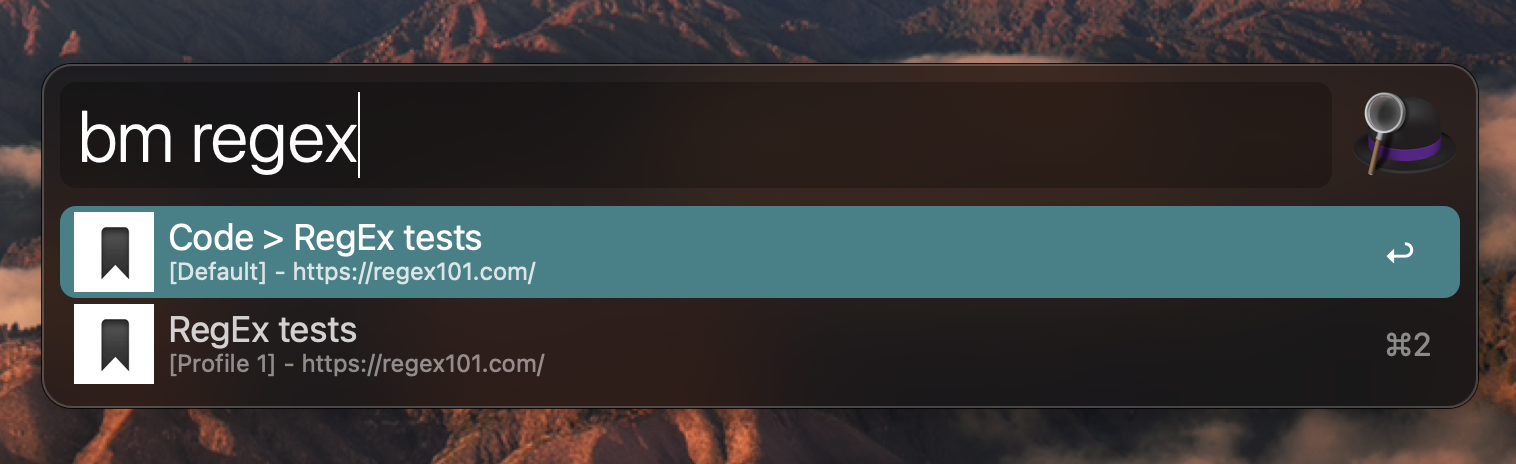 bm regex
Code > RegEx tests
[Default] - https://regex101.com/
RegEx tests
[Profile 1] - https://regex101.com/
⌘2